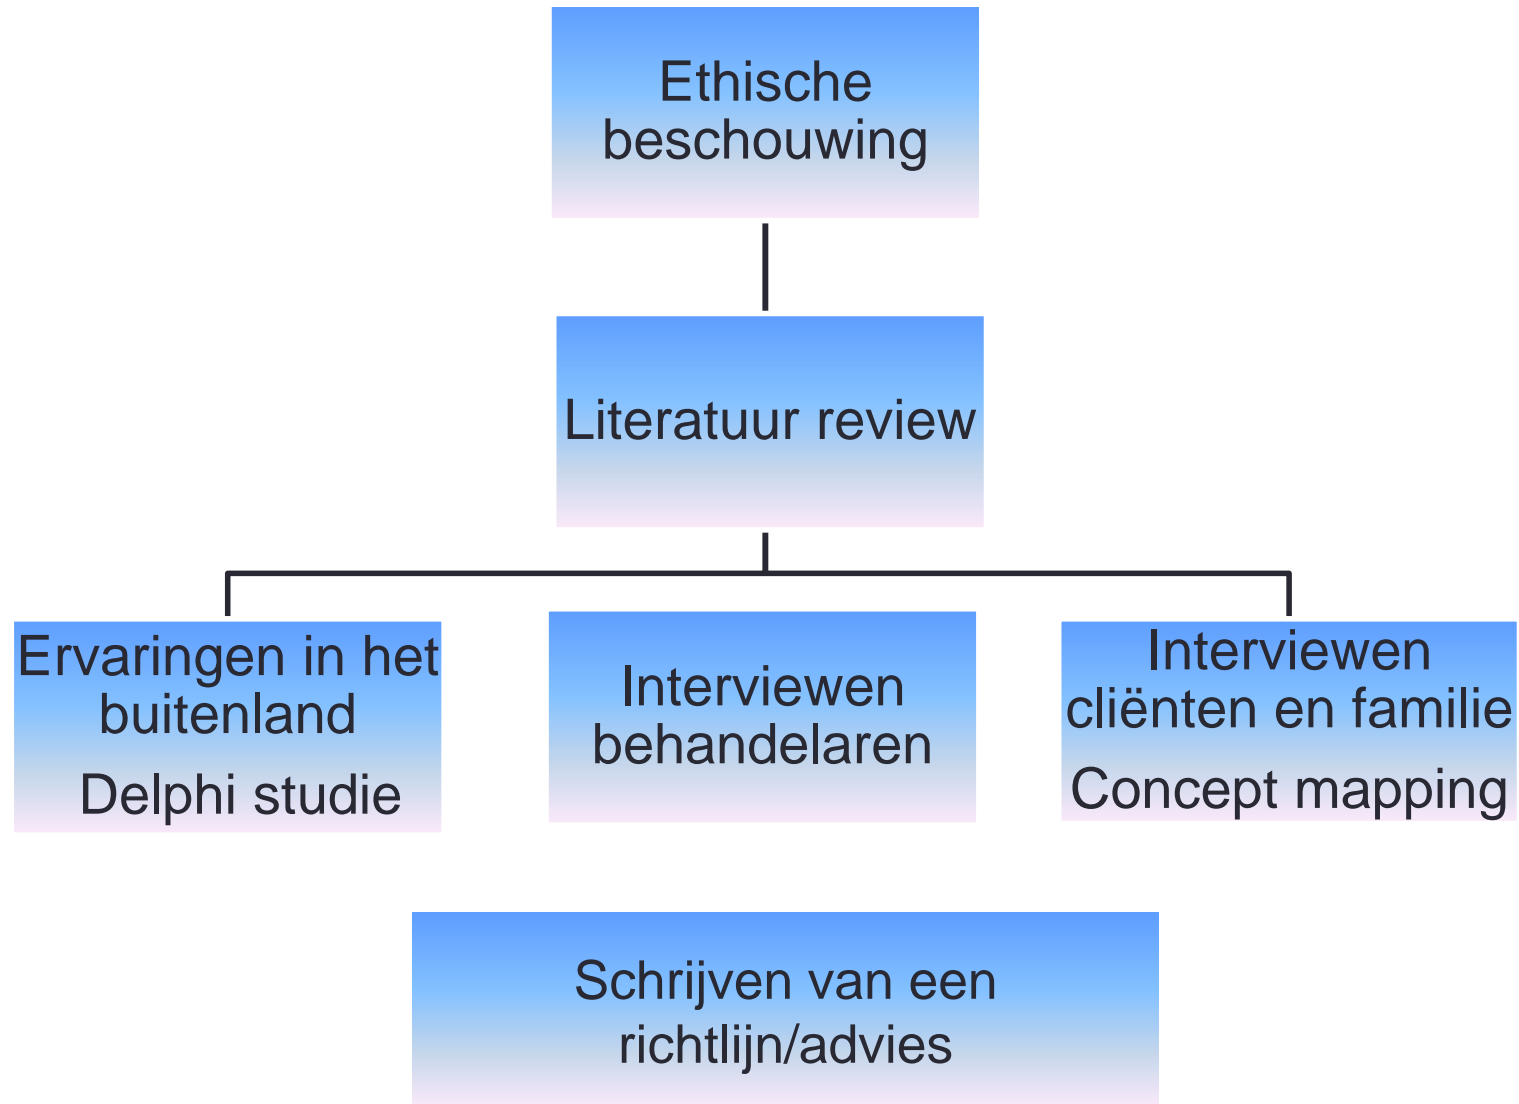 Ethische
beschouwing
Literatuur review
Ervaringen in het
buitenland
Delphi studie
Interviewen
behandelaren
Interviewen
cliënten en familie
Concept mapping
Schrijven van een
richtlijn/advies